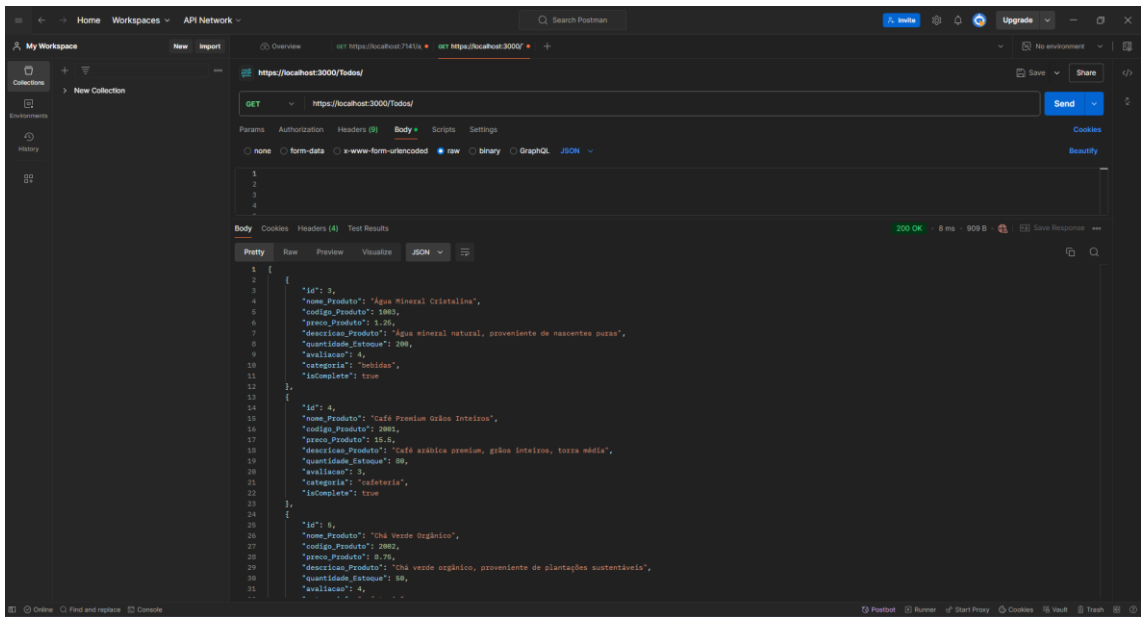 Home Workspaces API Network
Search Postman
Invite
Upgrade
My Workspace New Import
Overview GET https://localhost:7141/a GET https://localhost:3000/
No environment
Collections
New Collection
Environments
History
https://localhost:3000/Todos/
Save Share
GET https://localhost:3000/Todos/ Send
Params Authorization Headers (9) Body Scripts Settings Cookies
none form-data x-www-form-urlencoded raw binary GraphQL JSON Beautify
1
2
3
4
Body Cookies Headers (4) Test Results 200 OK 8 ms 909 B Save Response
Pretty Raw Preview Visualize JSON
1 [
2 {
3 "id": 3,
4 "nome_Produto": "Água Mineral Cristalina",
5 "codigo_Produto": 1003,
6 "preco_Produto": 1.25,
7 "descricao_Produto": "Água mineral natural, proveniente de nascentes puras",
8 "quantidade_Estoque": 200,
9 "avaliacao": 4,
10 "categoria": "bebidas",
11 "isComplete": true
12 },
13 {
14 "id": 4,
15 "nome_Produto": "Café Premium Grãos Inteiros",
16 "codigo_Produto": 2001,
17 "preco_Produto": 15.5,
18 "descricao_Produto": "Café arábica premium, grãos inteiros, torra média",
19 "quantidade_Estoque": 80,
20 "avaliacao": 3,
21 "categoria": "cafeteria",
22 "isComplete": true
23 },
24 {
25 "id": 5,
26 "nome_Produto": "Chá Verde Orgânico",
27 "codigo_Produto": 2002,
28 "preco_Produto": 8.75,
29 "descricao_Produto": "Chá verde orgânico, proveniente de plantações sustentáveis",
30 "quantidade_Estoque": 50,
31 "avaliacao": 4,
Online Find and replace Console Postbot Runner Start Proxy Cookies Vault Trash